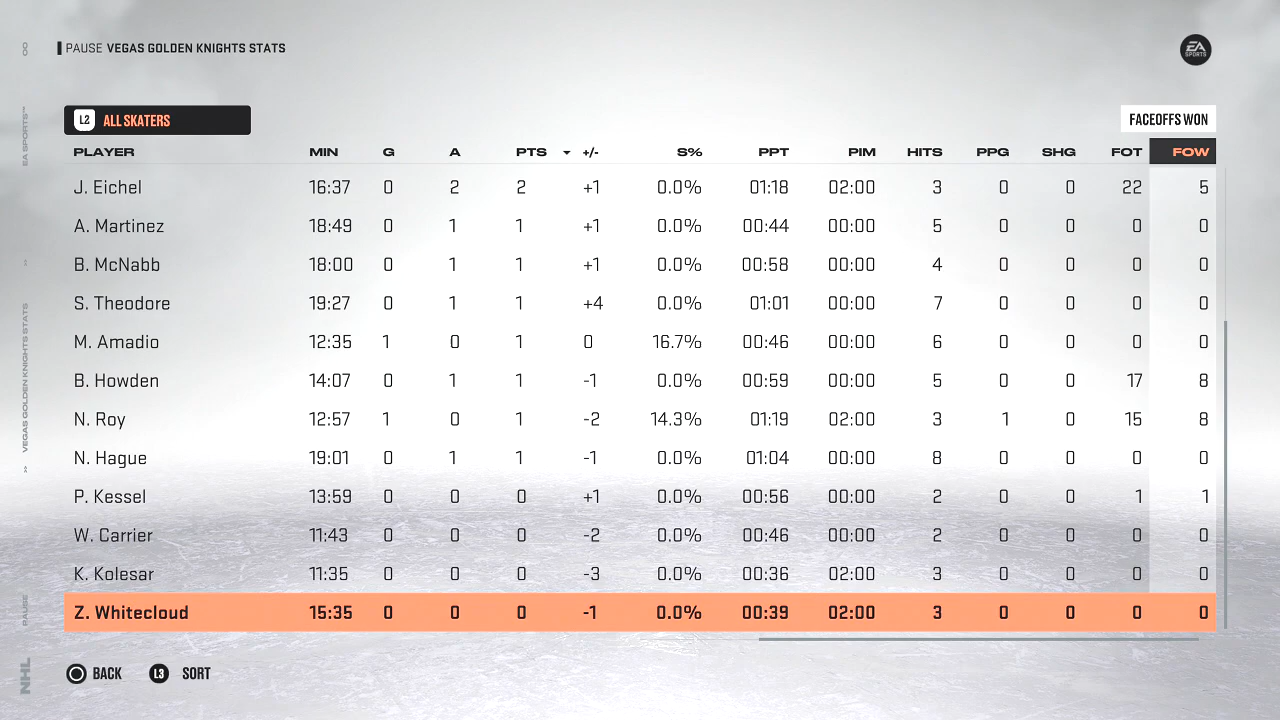 PAUSE VEGAS GOLDEN KNIGHTS STATS
EA SPORTS
L2 ALL SKATERS
FACEOFFS WON
PLAYER MIN G A PTS +/- S% PPT PIM HITS PPG SHG FOT FOW
J. Eichel 16:37 0 2 2 +1 0.0% 01:18 02:00 3 0 0 22 5
A. Martinez 18:49 0 1 1 +1 0.0% 00:44 00:00 5 0 0 0 0
B. McNabb 18:00 0 1 1 +1 0.0% 00:58 00:00 4 0 0 0 0
S. Theodore 19:27 0 1 1 +4 0.0% 01:01 00:00 7 0 0 0 0
M. Amadio 12:35 1 0 1 0 16.7% 00:46 00:00 6 0 0 0 0
B. Howden 14:07 0 1 1 -1 0.0% 00:59 00:00 5 0 0 17 8
N. Roy 12:57 1 0 1 -2 14.3% 01:19 02:00 3 1 0 15 8
N. Hague 19:01 0 1 1 -1 0.0% 01:04 00:00 8 0 0 0 0
P. Kessel 13:59 0 0 0 +1 0.0% 00:56 00:00 2 0 0 1 1
W. Carrier 11:43 0 0 0 -2 0.0% 00:46 00:00 2 0 0 0 0
K. Kolesar 11:35 0 0 0 -3 0.0% 00:36 02:00 3 0 0 0 0
Z. Whitecloud 15:35 0 0 0 -1 0.0% 00:39 02:00 3 0 0 0 0
BACK L3 SORT
NHL PAUSE >> VEGAS GOLDEN KNIGHTS STATS >> EA SPORTS™